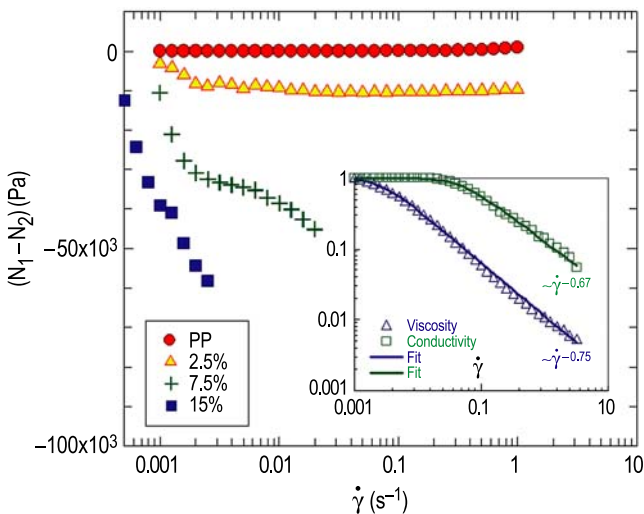 0
−50x10³
−100x10³
(N₁−N₂) (Pa)
PP
2.5%
7.5%
15%
0.001
0.01
0.1
1
10
γ̇ (s⁻¹)
1
0.1
0.01
0.001
~γ̇⁻⁰·⁶⁷
~γ̇⁻⁰·⁷⁵
Viscosity
Conductivity
Fit
Fit
γ̇
0.001
0.1
10